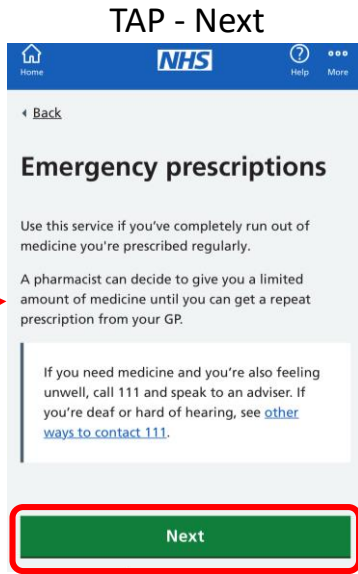 TAP - Next
Home
NHS
Help
More
Back
Emergency prescriptions
Use this service if you've completely run out of
medicine you're prescribed regularly.
A pharmacist can decide to give you a limited
amount of medicine until you can get a repeat
prescription from your GP.
If you need medicine and you're also feeling
unwell, call 111 and speak to an adviser. If
you're deaf or hard of hearing, see other
ways to contact 111.
Next